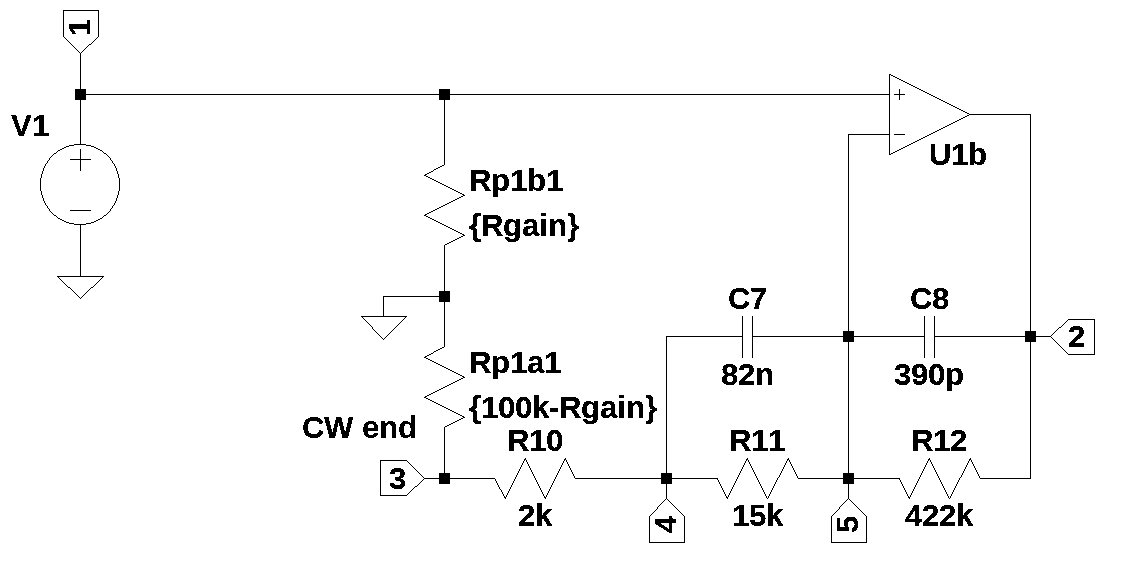 1
V1
+
−
U1b
Rp1b1
{Rgain}
C7
C8
2
82n
390p
Rp1a1
{100k-Rgain}
CW end
R10
R11
R12
3
2k
4
15k
5
422k